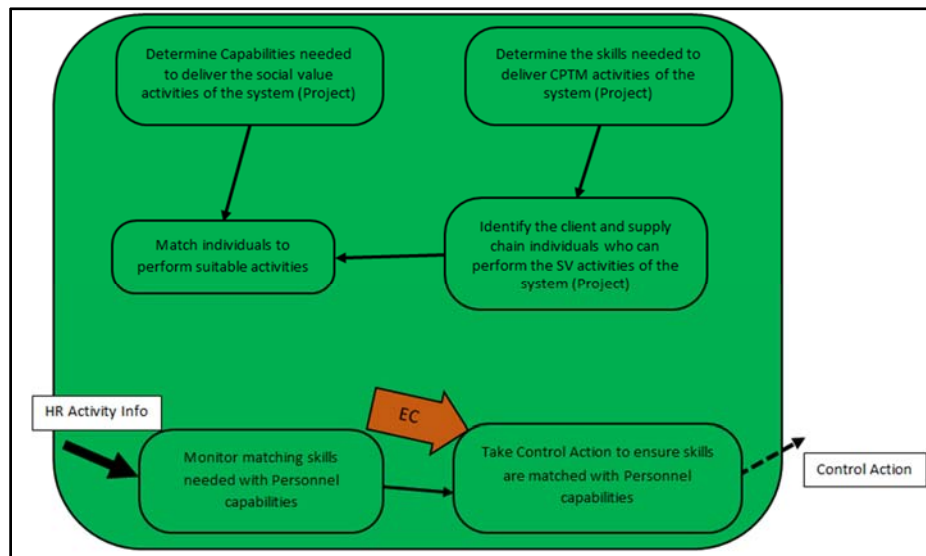 Determine Capabilities needed
to deliver the social value
activities of the system (Project)
Determine the skills needed to
deliver CPTM activities of the
system (Project)
Match individuals to
perform suitable activities
Identify the client and supply
chain individuals who can
perform the SV activities of the
system (Project)
HR Activity Info
EC
Monitor matching skills
needed with Personnel
capabilities
Take Control Action to ensure skills
are matched with Personnel
capabilities
Control Action